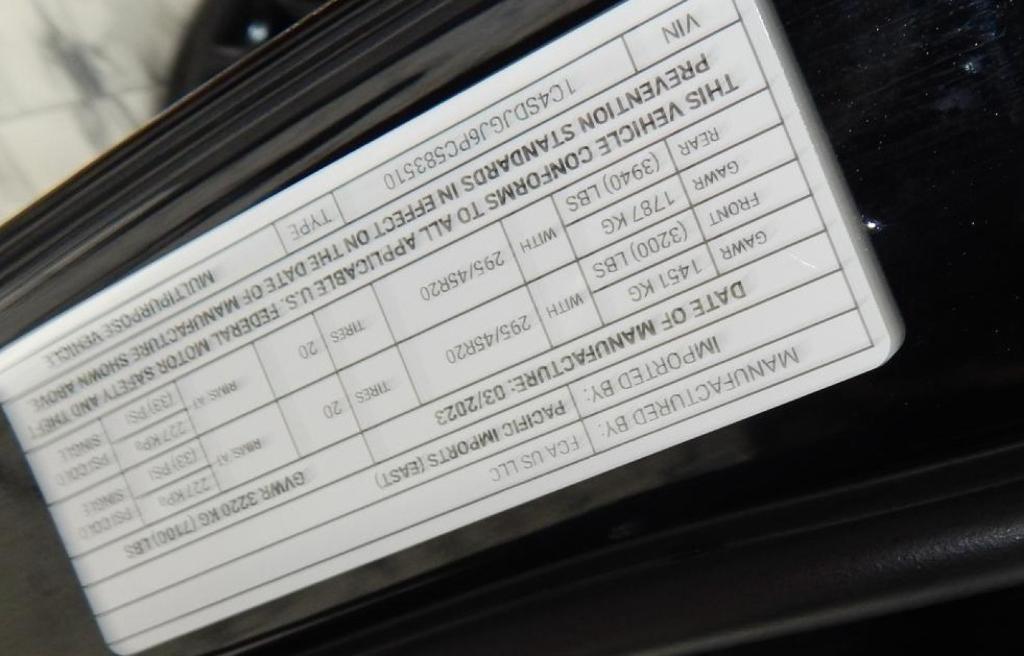 MANUFACTURED BY: FCA US LLC
IMPORTED BY: PACIFIC IMPORTS (EAST)
DATE OF MANUFACTURE: 03/2023 GVWR 3220 KG (7100) LBS
GAWR FRONT 1451 KG (3200) LBS WITH 295/45R20 TIRES 20 RIMS AT 227 KPa (33) PSI PSI COLD SINGLE
GAWR REAR 1787 KG (3940) LBS WITH 295/45R20 TIRES 20 RIMS AT 227 KPa (33) PSI PSI COLD SINGLE
THIS VEHICLE CONFORMS TO ALL APPLICABLE U.S. FEDERAL MOTOR SAFETY AND THEFT
PREVENTION STANDARDS IN EFFECT ON THE DATE OF MANUFACTURE SHOWN ABOVE
VIN 1C4SDJGJ6PC583510 TYPE MULTIPURPOSE VEHICLE